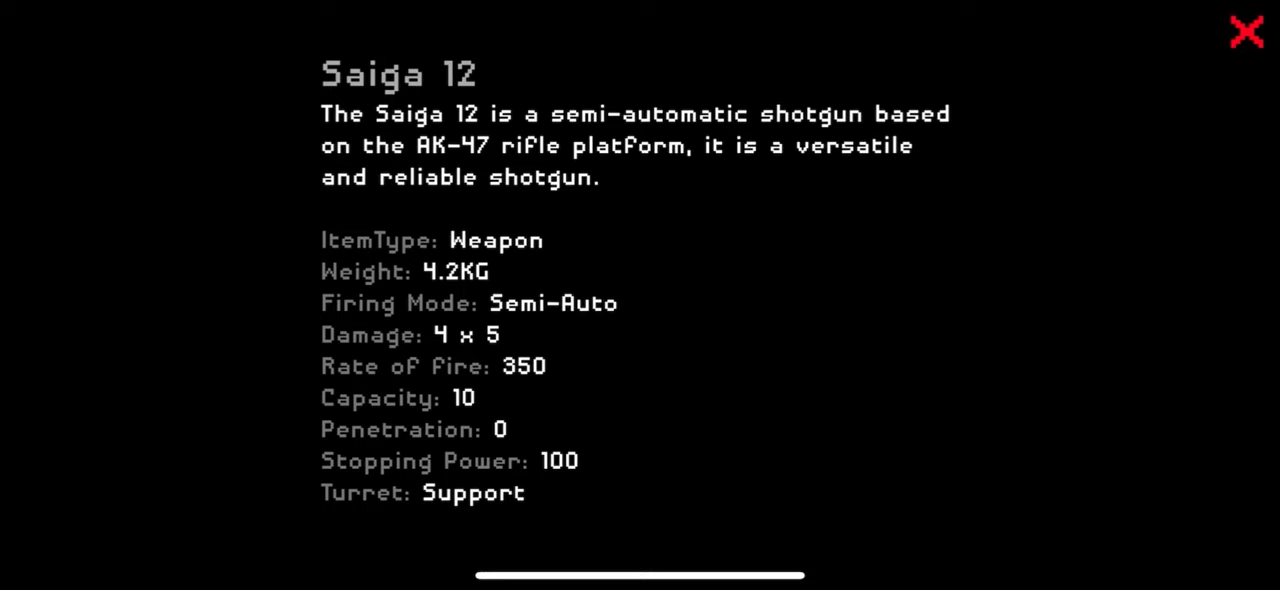 Saiga 12
The Saiga 12 is a semi-automatic shotgun based
on the AK-47 rifle platform, it is a versatile
and reliable shotgun.
ItemType: Weapon
Weight: 4.2KG
Firing Mode: Semi-Auto
Damage: 4 x 5
Rate of fire: 350
Capacity: 10
Penetration: 0
Stopping Power: 100
Turret: Support